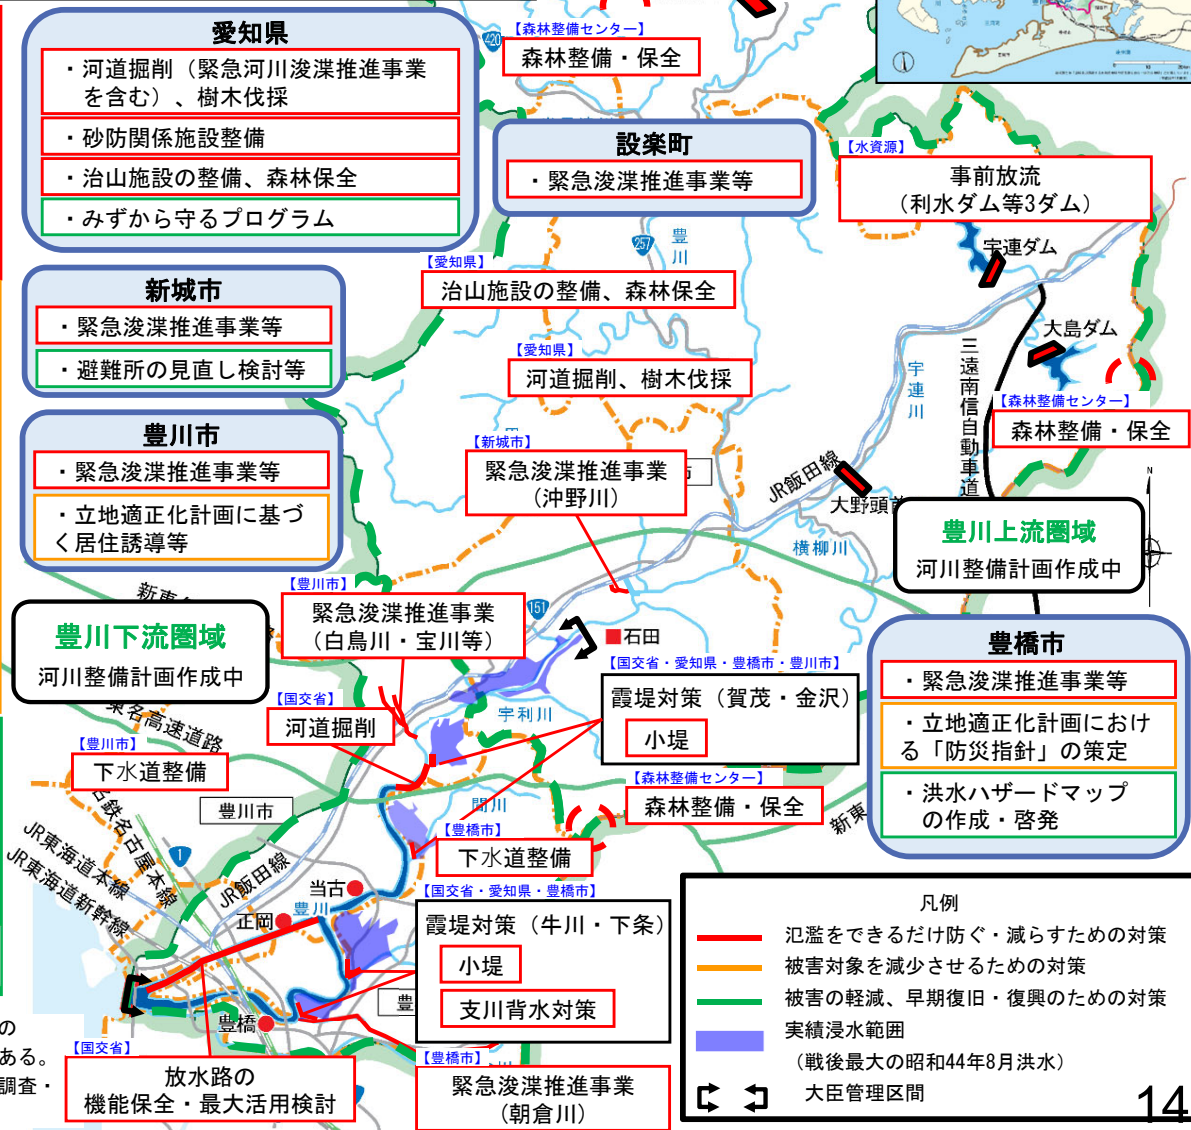 愛知県
・河道掘削（緊急河川浚渫推進事業
を含む）、樹木伐採
・砂防関係施設整備
・治山施設の整備、森林保全
・みずから守るプログラム
420
【森林整備センター】
森林整備・保全
設楽町
・緊急浚渫推進事業等
【水資源】
事前放流
（利水ダム等3ダム）
宇連ダム
257
豊川
【愛知県】
治山施設の整備、森林保全
新城市
・緊急浚渫推進事業等
・避難所の見直し検討等
【愛知県】
河道掘削、樹木伐採
大島ダム
宇連川
三遠南信自動車道
【森林整備センター】
森林整備・保全
豊川市
・緊急浚渫推進事業等
・立地適正化計画に基づ
く居住誘導等
【新城市】
緊急浚渫推進事業
（沖野川）
市
JR飯田線
大野頭首
横柳川
N
豊川上流圏域
河川整備計画作成中
新東
【豊川市】
緊急浚渫推進事業
（白鳥川・宝川等）
151
石田
豊川下流圏域
河川整備計画作成中
東名高速道路
【国交省】
河道掘削
宇利川
【国交省・愛知県・豊橋市・豊川市】
霞堤対策（賀茂・金沢）
小堤
豊橋市
・緊急浚渫推進事業等
・立地適正化計画におけ
る「防災指針」の策定
・洪水ハザードマップ
の作成・啓発
【豊川市】
下水道整備
豊川市
間川
【森林整備センター】
森林整備・保全
新東
名鉄名古屋本線
JR東海道本線
JR東海道新幹線
1
JR飯田線
【豊橋市】
下水道整備
当古
正岡
豊川
【国交省・愛知県・豊橋市】
霞堤対策（牛川・下条）
小堤
支川背水対策
豊
豊橋
凡例
氾濫をできるだけ防ぐ・減らすための対策
被害対象を減少させるための対策
被害の軽減、早期復旧・復興のための対策
実績浸水範囲
（戦後最大の昭和44年8月洪水）
大臣管理区間
の
ある。
調査・
【国交省】
放水路の
機能保全・最大活用検討
【豊橋市】
緊急浚渫推進事業
（朝倉川）
14